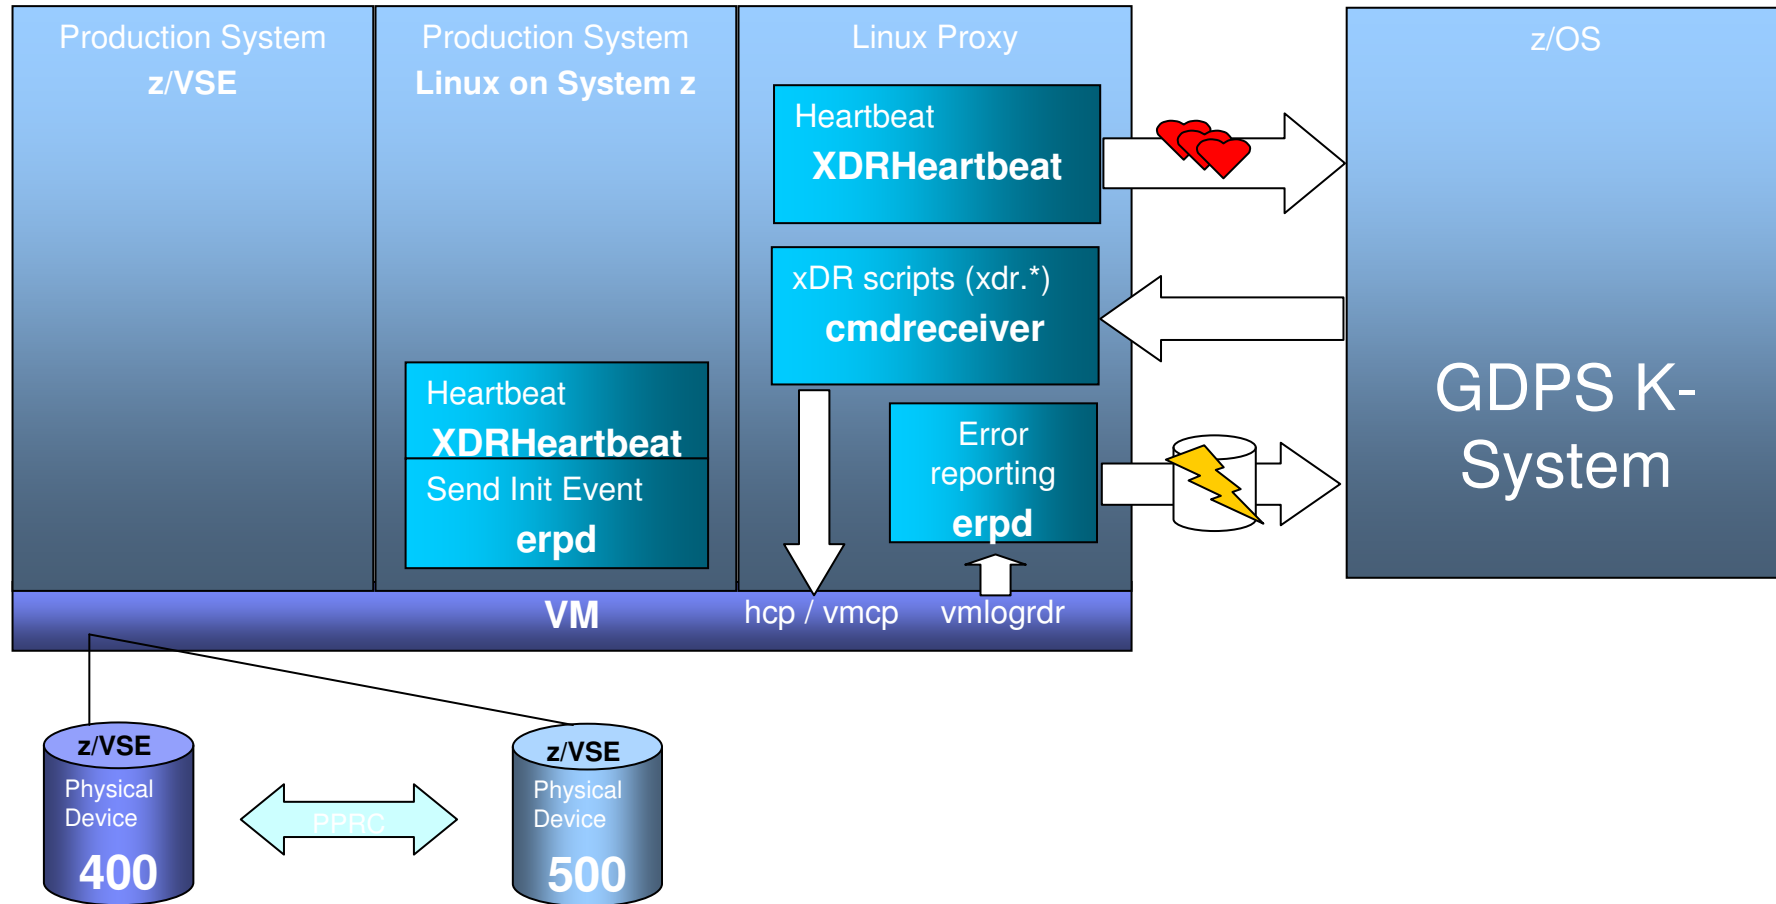 Production System
z/VSE
Production System
Linux on System z
Linux Proxy
Heartbeat
XDRHeartbeat
xDR scripts (xdr.*)
cmdreceiver
Heartbeat
XDRHeartbeat
Send Init Event
erpd
Error
reporting
erpd
z/OS
GDPS K-
System
VM
hcp / vmcp
vmlogrdr
z/VSE
Physical
Device
400
PPRC
z/VSE
Physical
Device
500